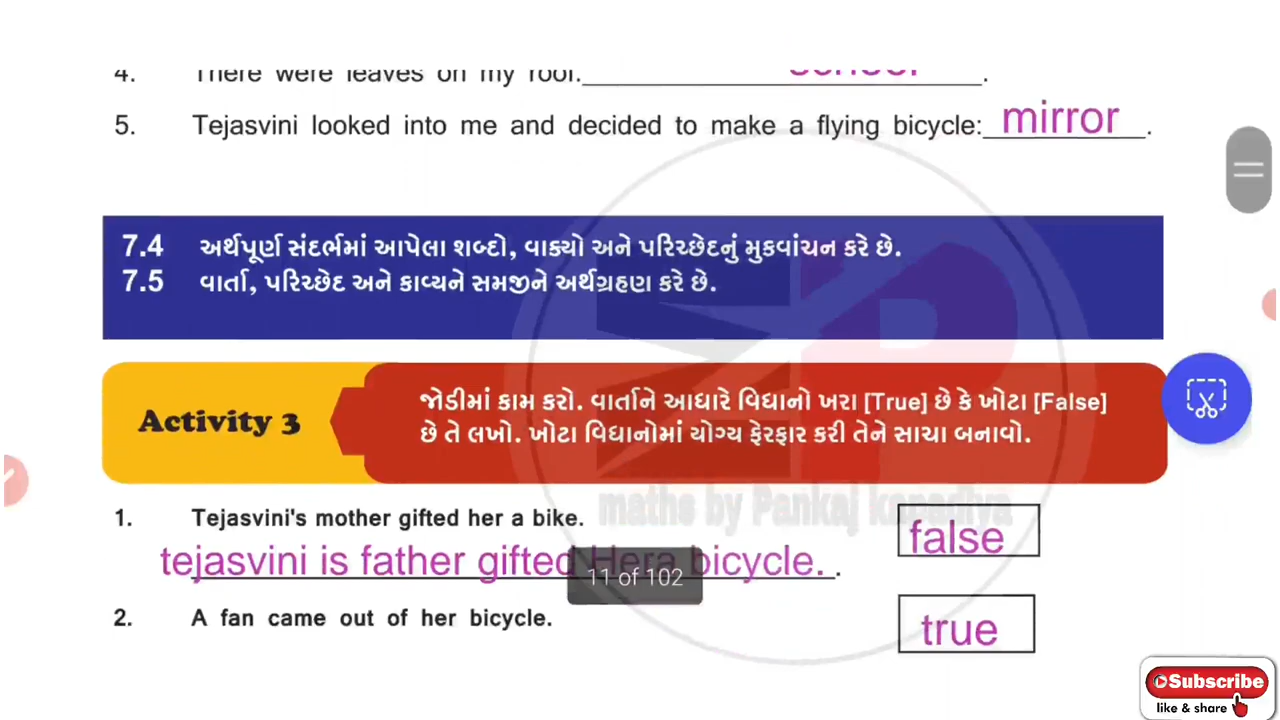 4. There were leaves on my roof. school.
5. Tejasvini looked into me and decided to make a flying bicycle: mirror.
7.4 અર્થપૂર્ણ સંદર્ભમાં આપેલા શબ્દો, વાક્યો અને પરિચ્છેદનું મુકવાંચન કરે છે.
7.5 વાર્તા, પરિચ્છેદ અને કાવ્યને સમજીને અર્થગ્રહણ કરે છે.
Activity 3
જોડીમાં કામ કરો. વાર્તાને આધારે વિધાનો ખરા [True] છે કે ખોટા [False]
છે તે લખો. ખોટા વિધાનોમાં યોગ્ય ફેરફાર કરી તેને સાચા બનાવો.
maths by Pankaj kapadiya
1. Tejasvini's mother gifted her a bike. false
tejasvini is father gifted Hera bicycle. .
11 of 102
2. A fan came out of her bicycle. true
Subscribe
like & share